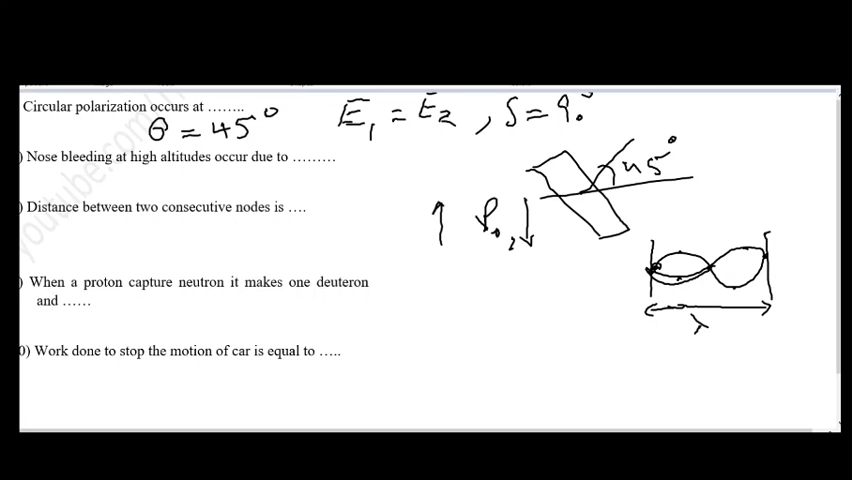 Circular polarization occurs at ……..
θ = 45° E₁ = E₂ , δ = 90°
) Nose bleeding at high altitudes occur due to ………
45°
) Distance between two consecutive nodes is ….
↑ ↓
) When a proton capture neutron it makes one deuteron
and ……
λ
0) Work done to stop the motion of car is equal to …..
youtube.com/